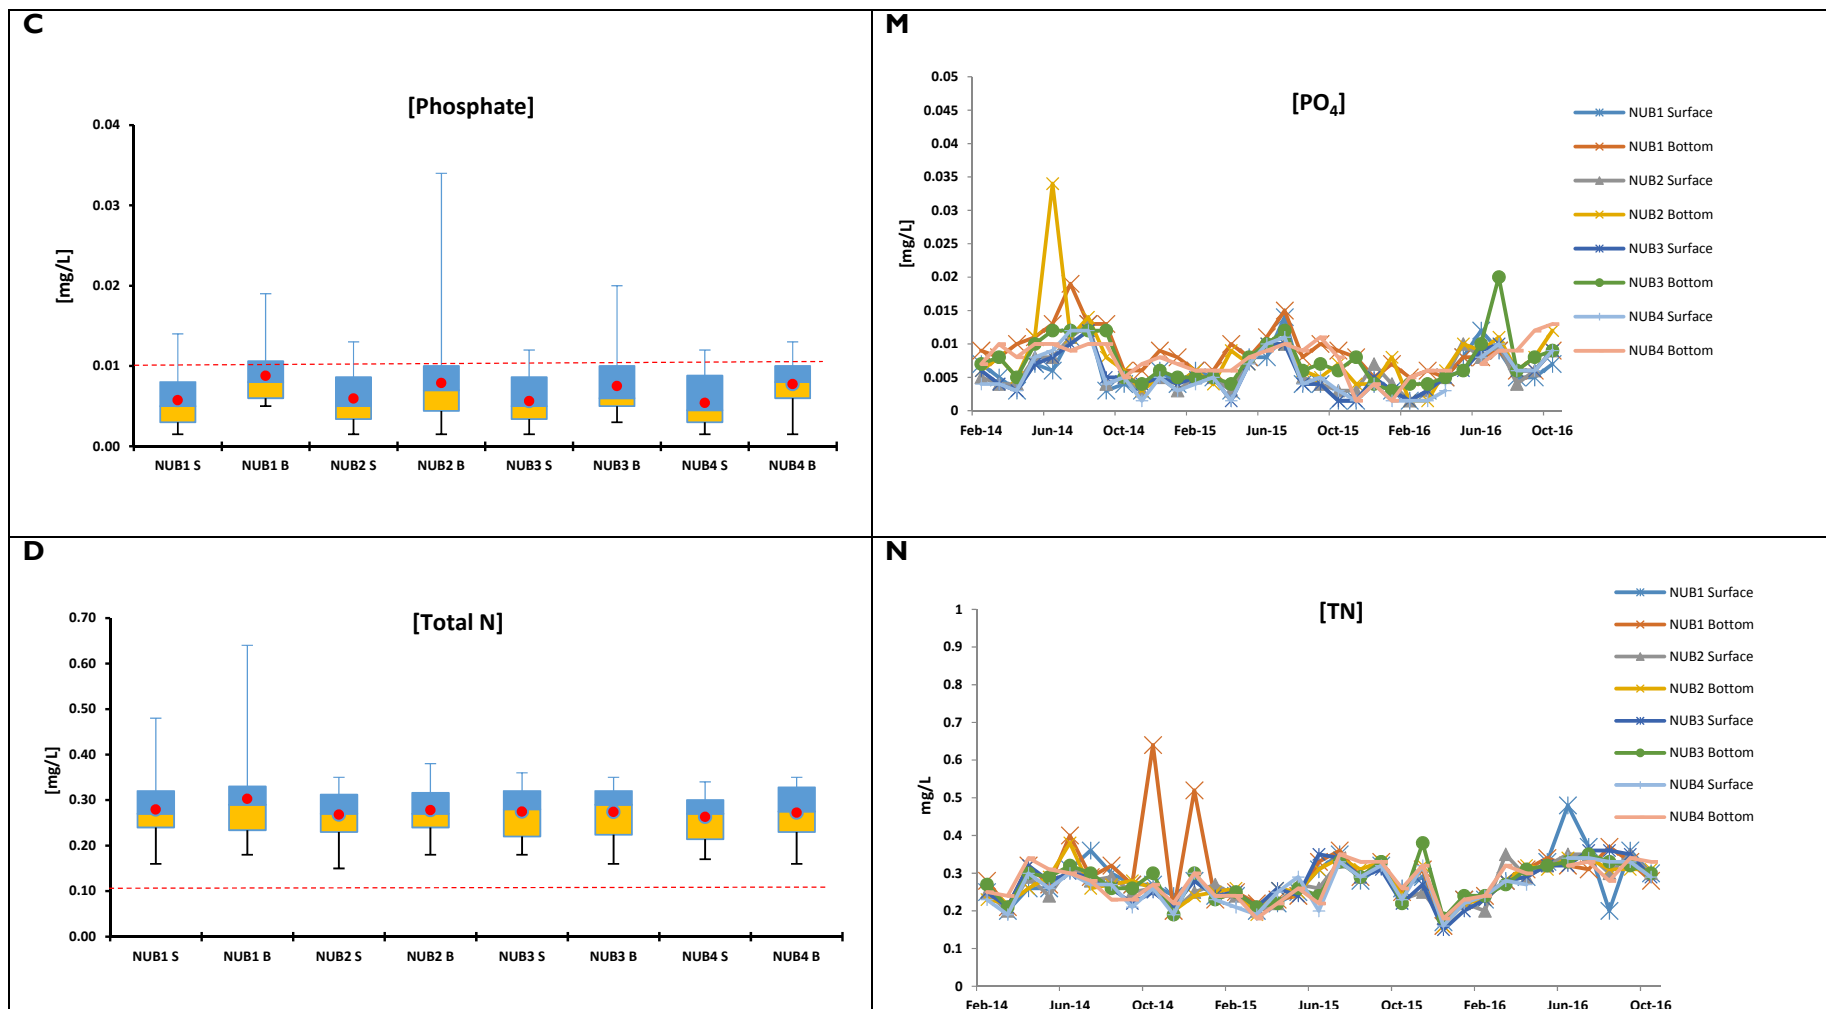 C
[Phosphate]
[mg/L]
0.04
0.03
0.02
0.01
0.00
NUB1 S
NUB1 B
NUB2 S
NUB2 B
NUB3 S
NUB3 B
NUB4 S
NUB4 B
M
[PO4]
[mg/L]
0.05
0.045
0.04
0.035
0.03
0.025
0.02
0.015
0.01
0.005
0
Feb-14
Jun-14
Oct-14
Feb-15
Jun-15
Oct-15
Feb-16
Jun-16
Oct-16
NUB1 Surface
NUB1 Bottom
NUB2 Surface
NUB2 Bottom
NUB3 Surface
NUB3 Bottom
NUB4 Surface
NUB4 Bottom
D
[Total N]
[mg/L]
0.70
0.60
0.50
0.40
0.30
0.20
0.10
0.00
NUB1 S
NUB1 B
NUB2 S
NUB2 B
NUB3 S
NUB3 B
NUB4 S
NUB4 B
N
[TN]
mg/L
1
0.9
0.8
0.7
0.6
0.5
0.4
0.3
0.2
0.1
0
Feb-14
Jun-14
Oct-14
Feb-15
Jun-15
Oct-15
Feb-16
Jun-16
Oct-16
NUB1 Surface
NUB1 Bottom
NUB2 Surface
NUB2 Bottom
NUB3 Surface
NUB3 Bottom
NUB4 Surface
NUB4 Bottom